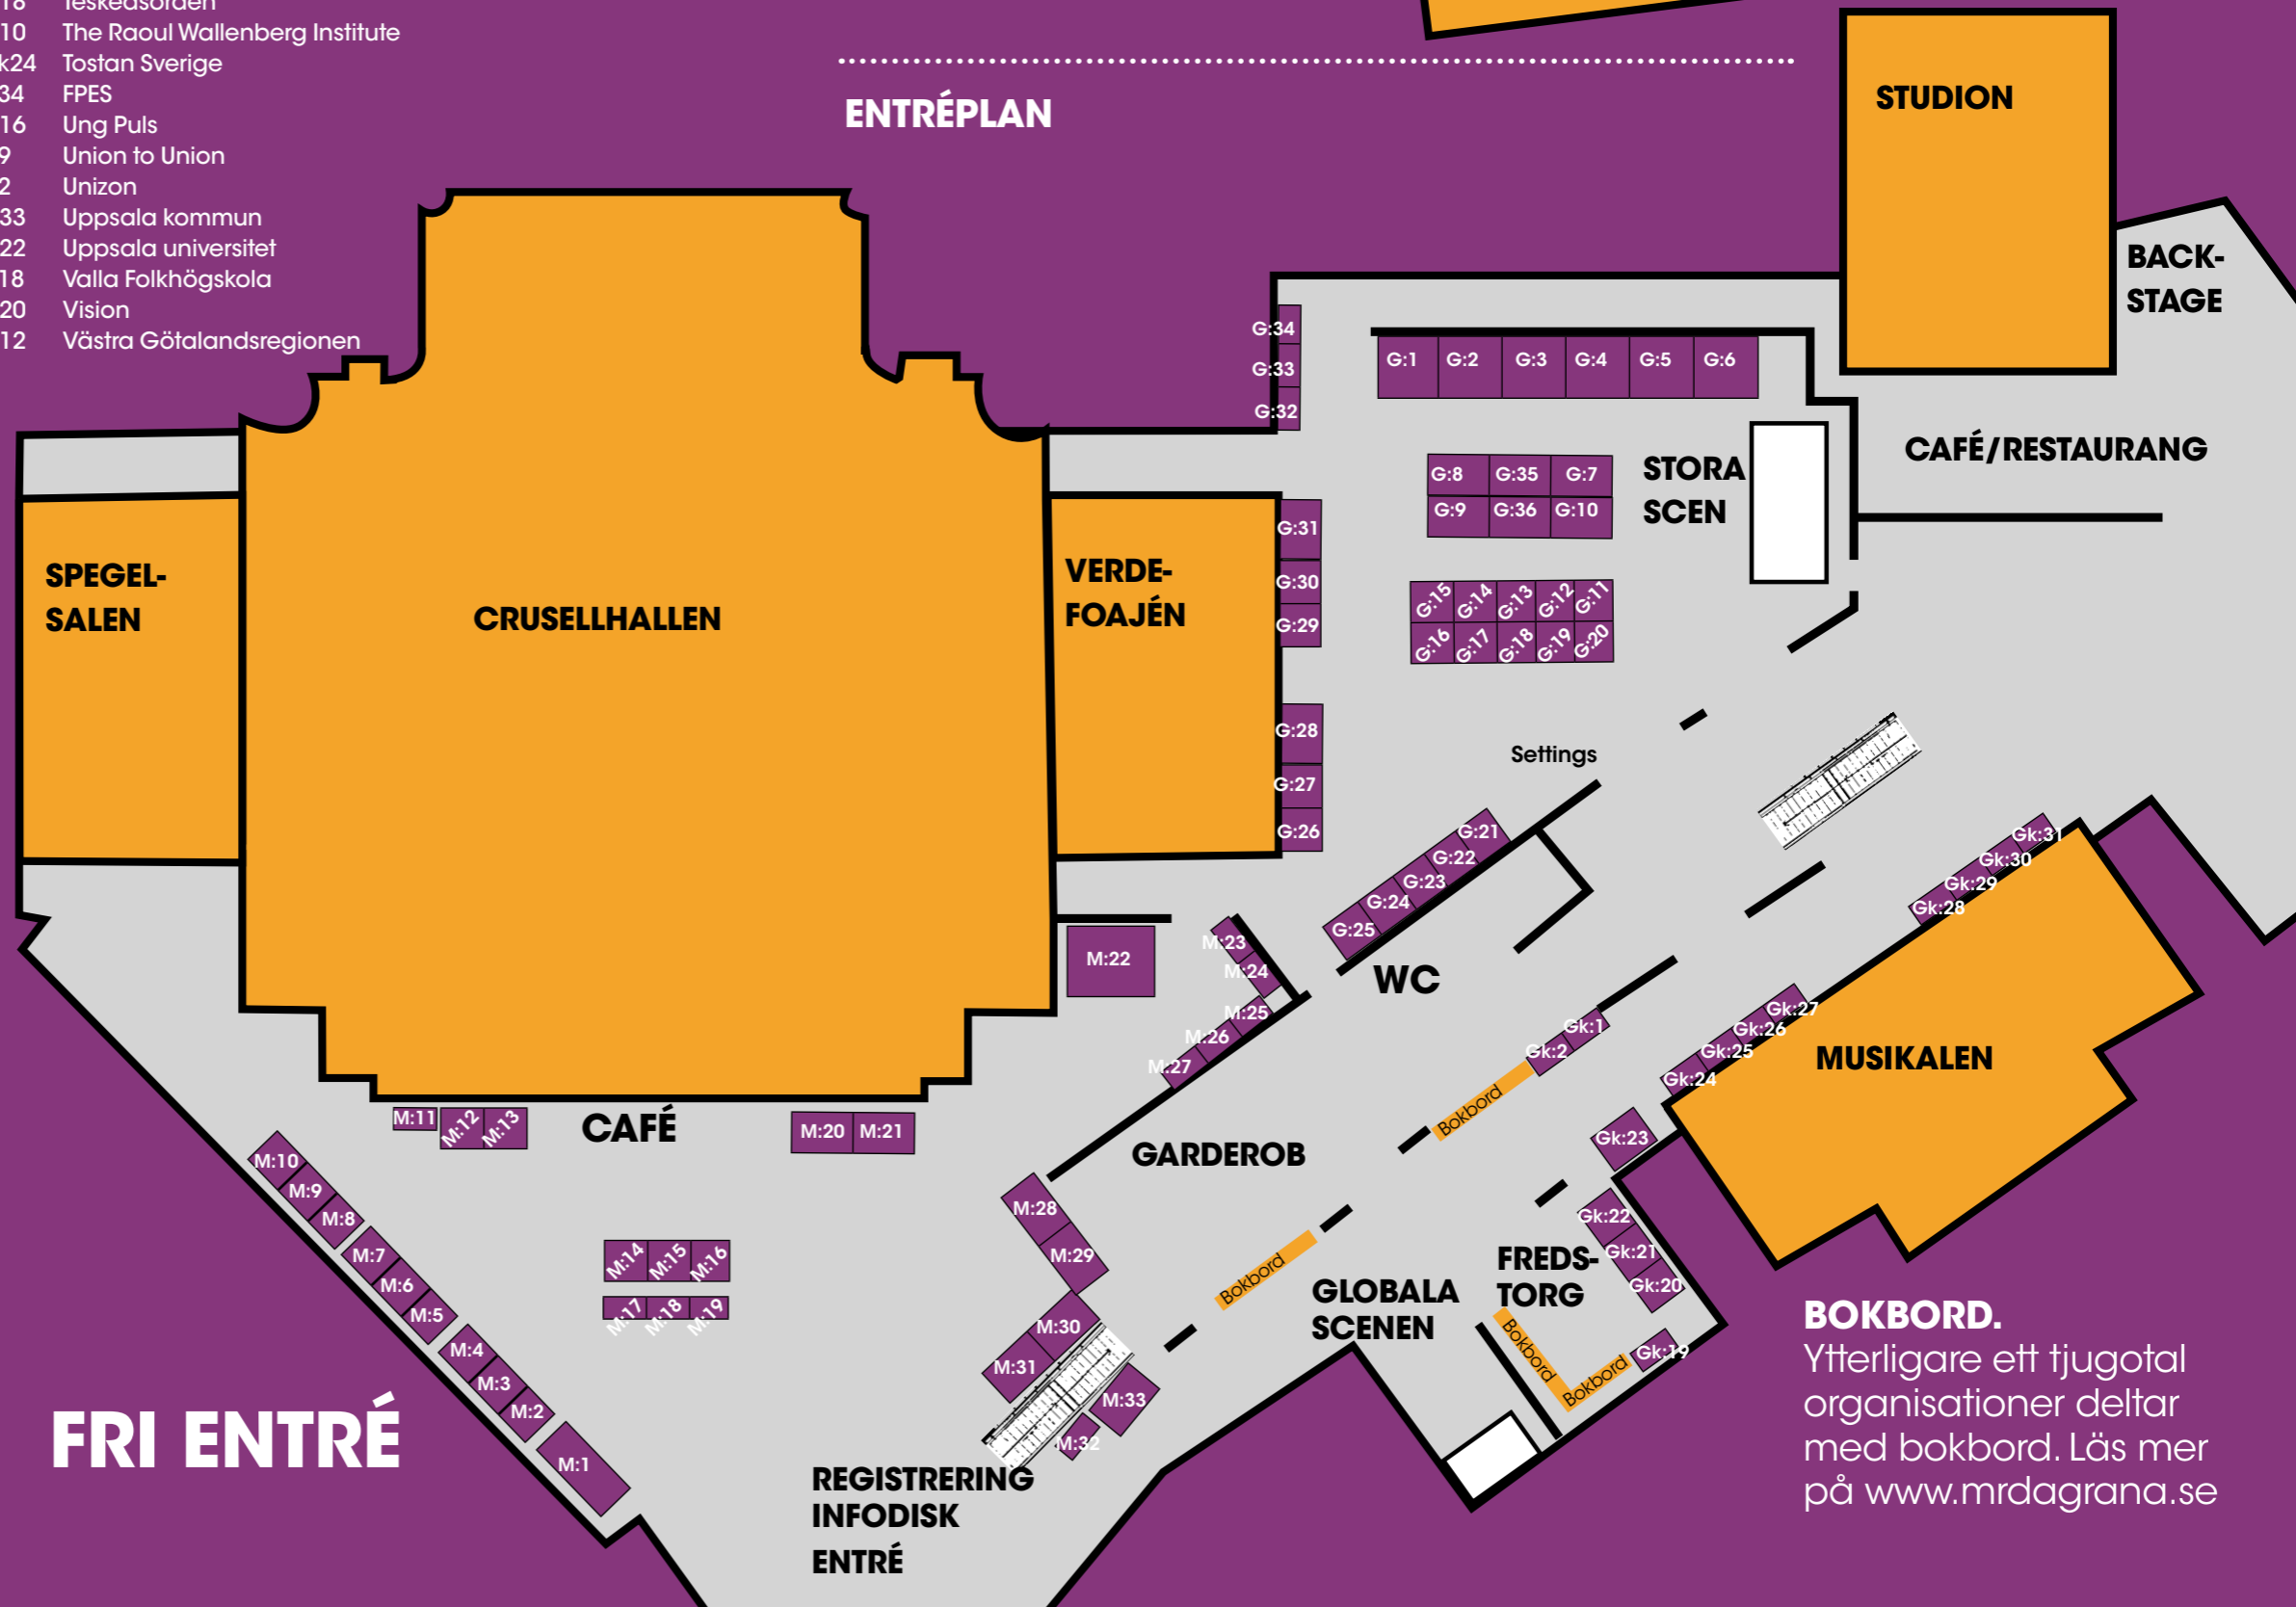 18 Teskedsorden
10 The Raoul Wallenberg Institute
k24 Tostan Sverige
34 FPES
16 Ung Puls
9 Union to Union
2 Unizon
33 Uppsala kommun
22 Uppsala universitet
18 Valla Folkhögskola
20 Vision
12 Västra Götalandsregionen
ENTRÉPLAN
STUDION
BACK-
STAGE
G:34
G:33
G:32
G:1 G:2 G:3 G:4 G:5 G:6
CAFÉ/RESTAURANG
G:8 G:35 G:7
G:9 G:36 G:10
STORA
SCEN
G:31
G:30
G:29
SPEGEL-
SALEN
CRUSELLHALLEN
VERDE-
FOAJÉN
G:15 G:14 G:13 G:12 G:11
G:16 G:17 G:18 G:19 G:20
G:28
G:27
G:26
Settings
G:21
G:22
G:23
G:24
G:25
Gk:31
Gk:30
Gk:29
Gk:28
M:22
M:23
M:24
M:25
M:26
M:27
WC
Gk:1
Gk:2
Bokbord
Gk:27
Gk:26
Gk:25
Gk:24
MUSIKALEN
M:11 M:12 M:13
CAFÉ
M:20 M:21
GARDEROB
Gk:23
M:10
M:9
M:8
M:7
M:6
M:5
M:4
M:3
M:2
M:1
M:14 M:15 M:16
M:17 M:18 M:19
M:28
M:29
M:30
M:31
M:33
M:32
Bokbord
GLOBALA
SCENEN
FREDS-
TORG
Gk:22
Gk:21
Gk:20
Gk:19
Bokbord
Bokbord
BOKBORD.
Ytterligare ett tjugotal
organisationer deltar
med bokbord. Läs mer
på www.mrdagrana.se
FRI ENTRÉ
REGISTRERING
INFODISK
ENTRÉ